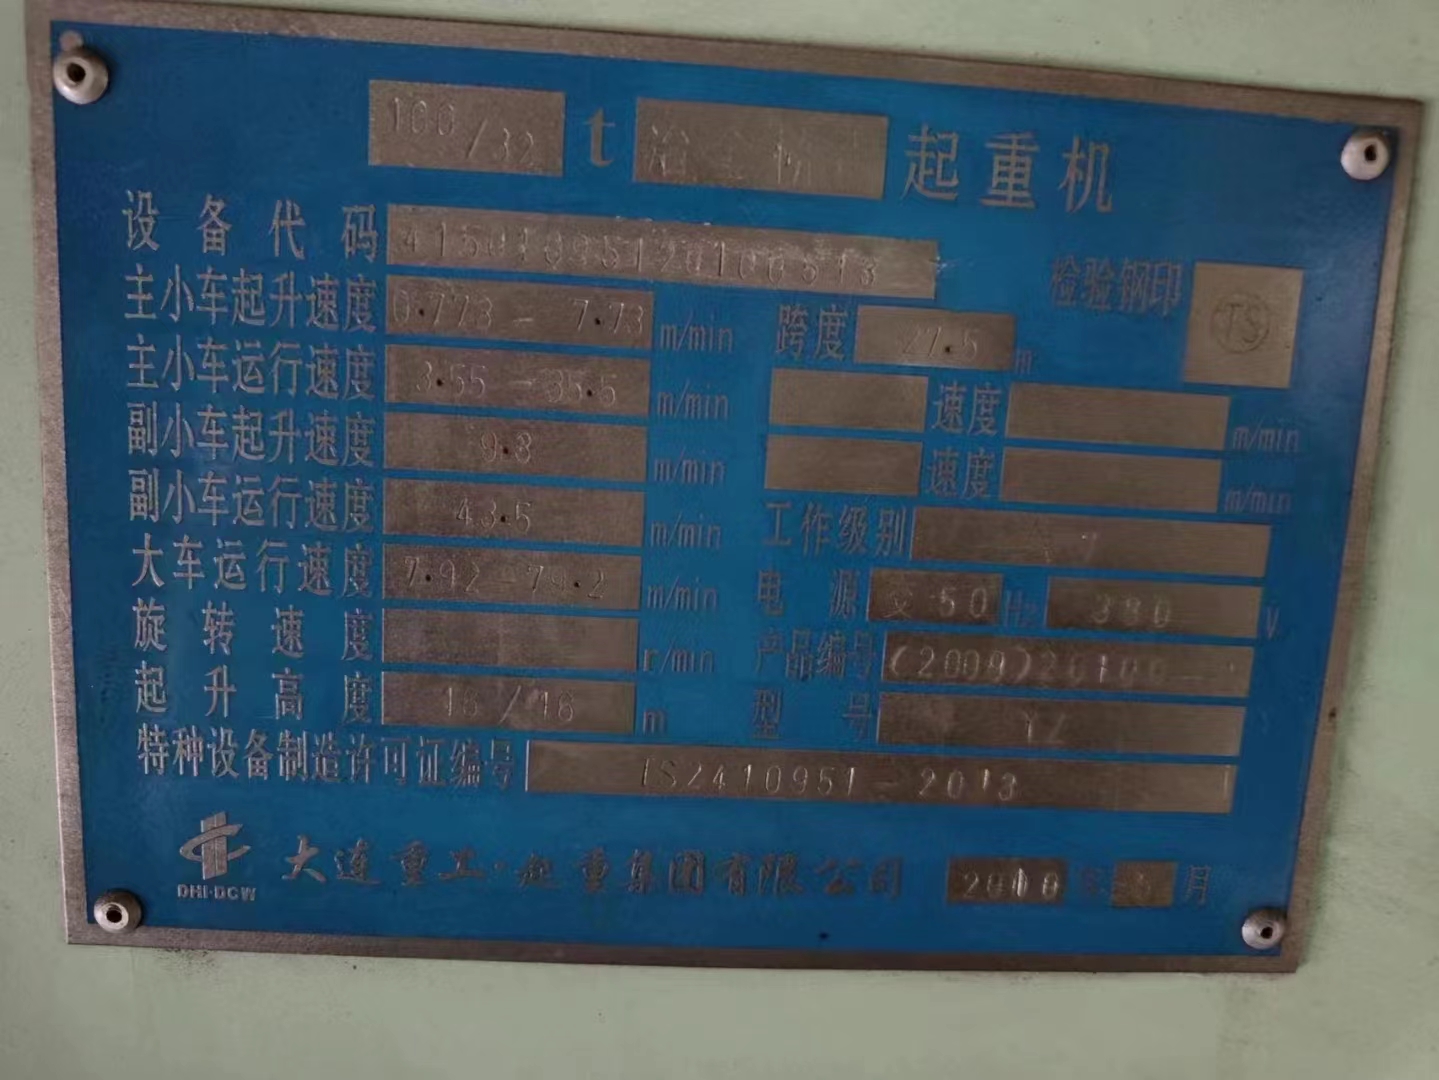 100/32 t 冶金 起重机
设备代码
检验钢印 TS
主小车起升速度 0.773-7.73 m/min 跨度 27.5 m
主小车运行速度 3.55-35.5 m/min 速度 m/min
副小车起升速度 9.3 m/min 速度 m/min
副小车运行速度 43.5 m/min 工作级别
大车运行速度 7.92-79.2 m/min 电源 50 Hz 380 V
旋转速度 r/min 产品编号
起升高度 m 型号 YZ
特种设备制造许可证编号 TS2410951-2013
DHI·DCW 大连重工·起重集团有限公司 2010 年 月